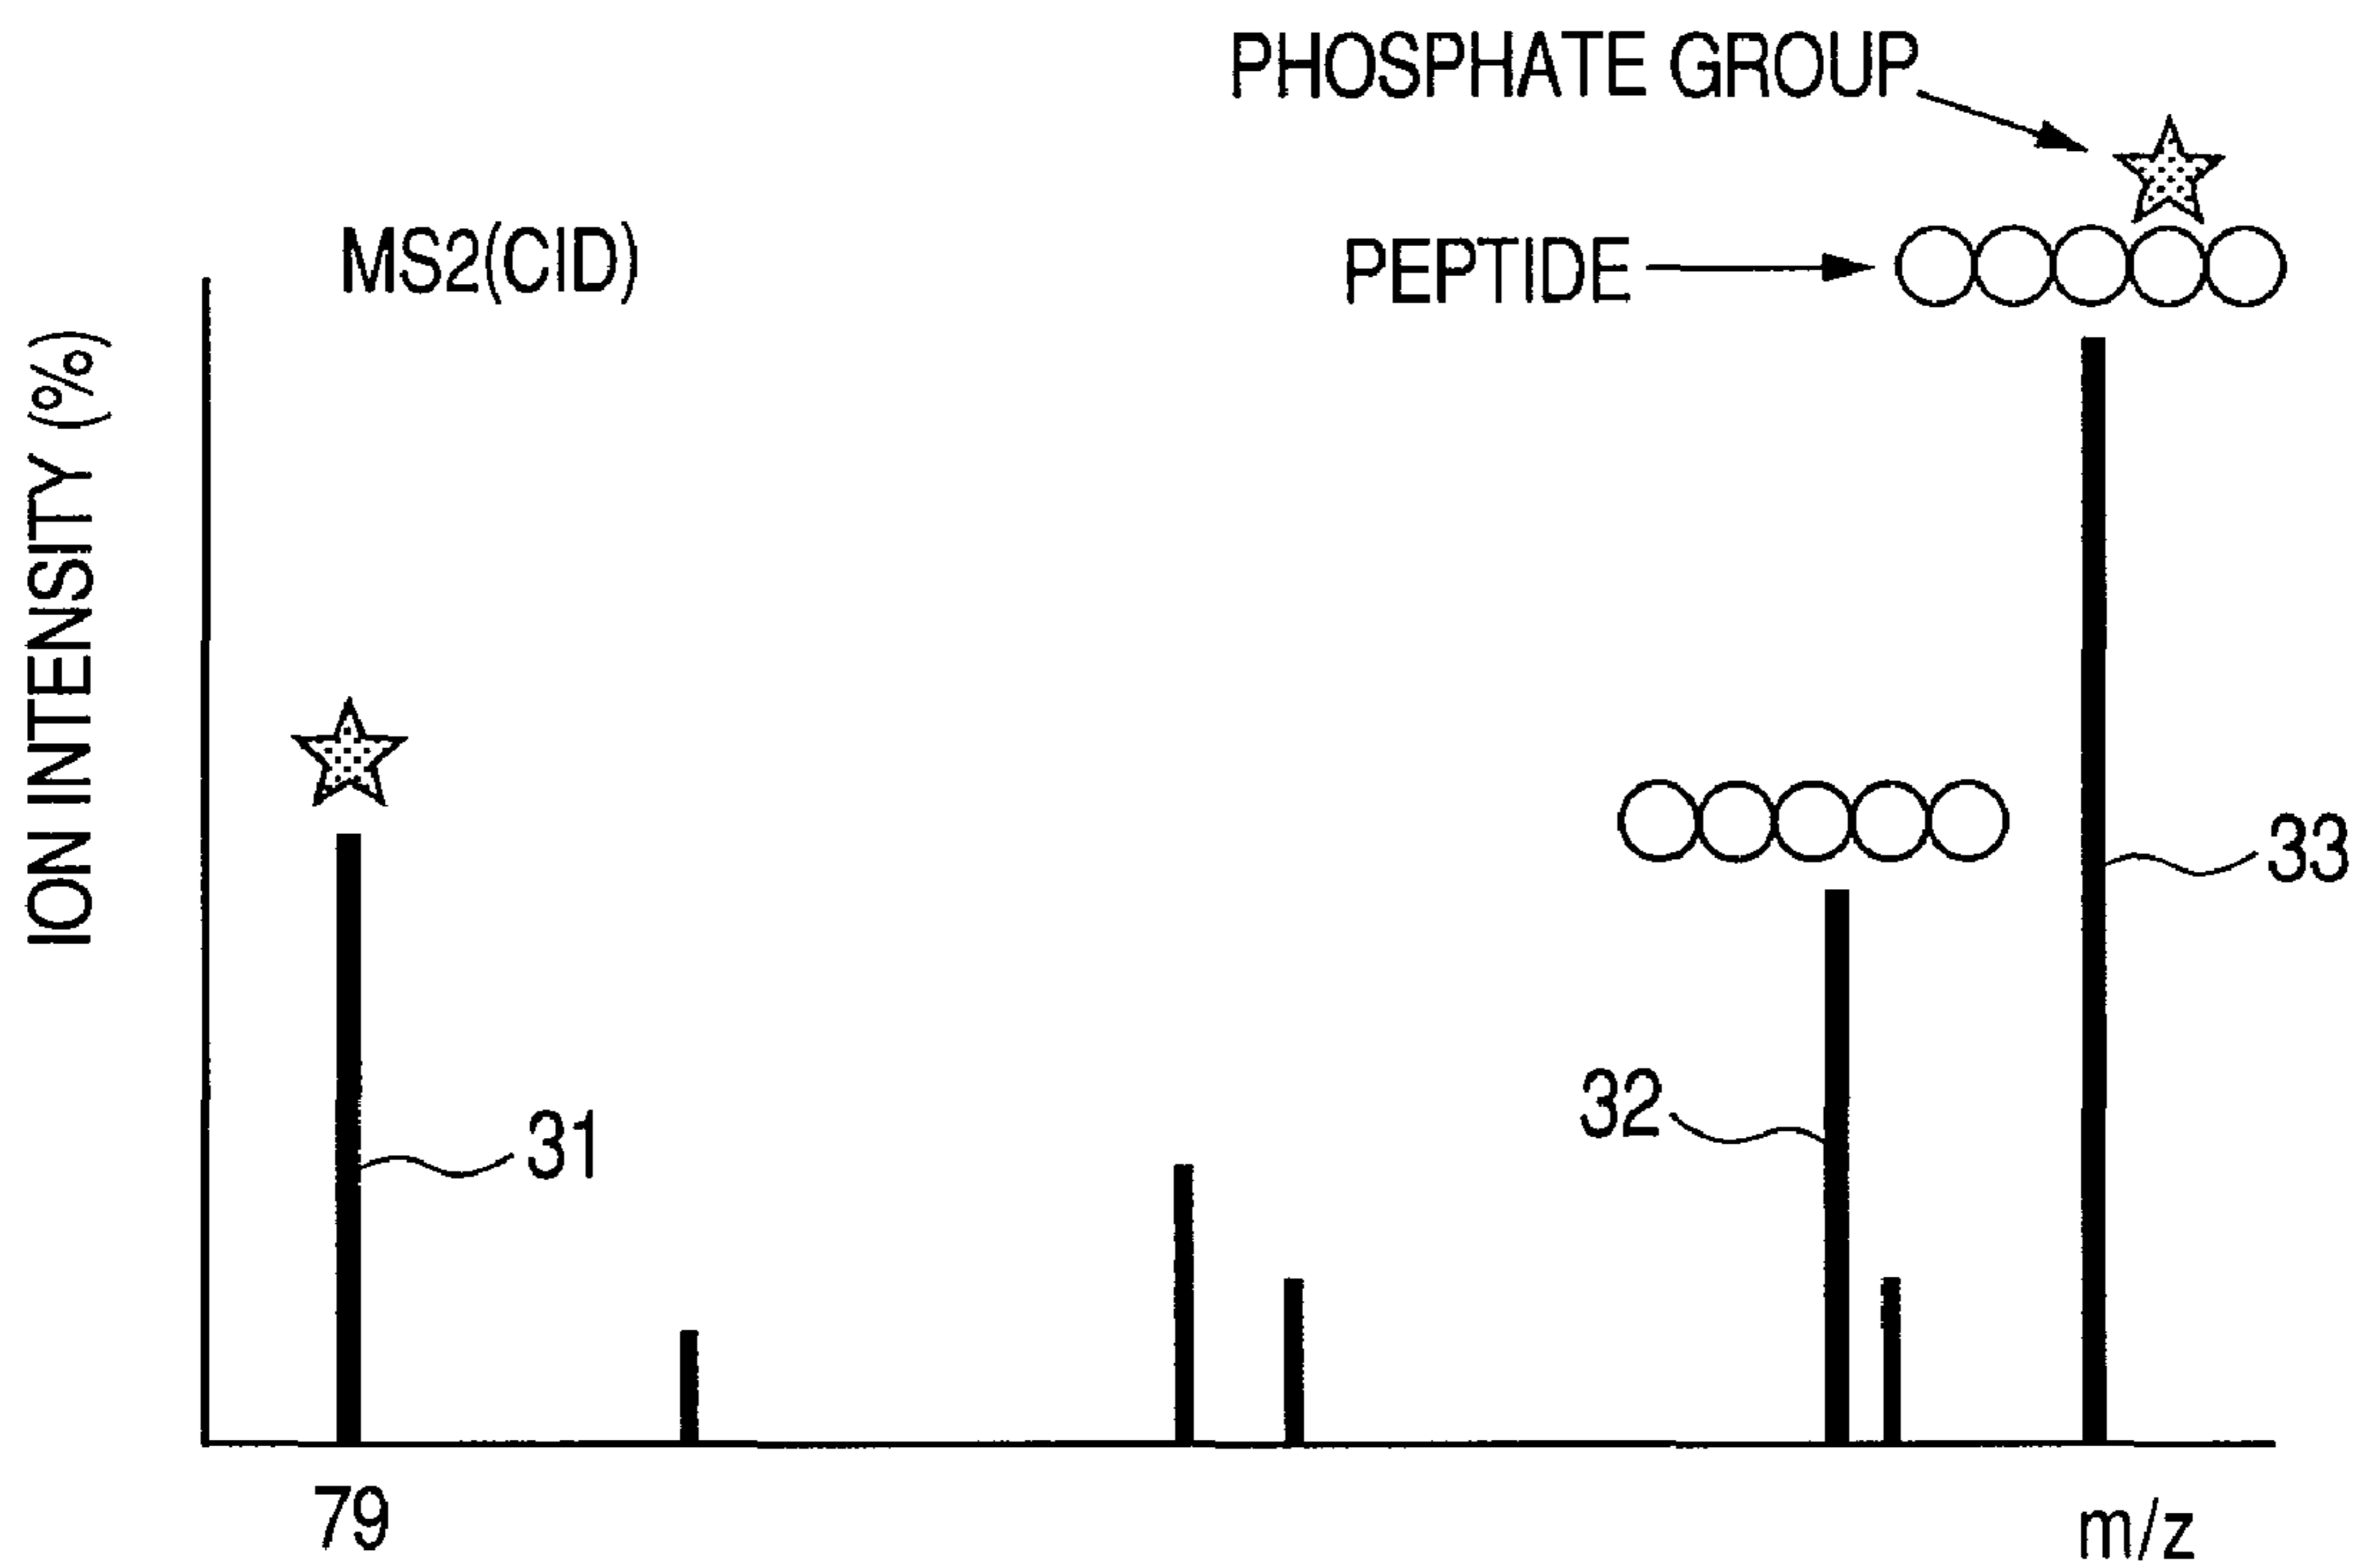 PHOSPHATE GROUP
MS2(CID)
PEPTIDE
ION INTENSITY (%)
33
32
31
79
m/z